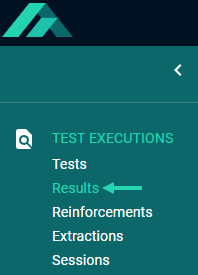 TEST EXECUTIONS
Tests
Results
Reinforcements
Extractions
Sessions